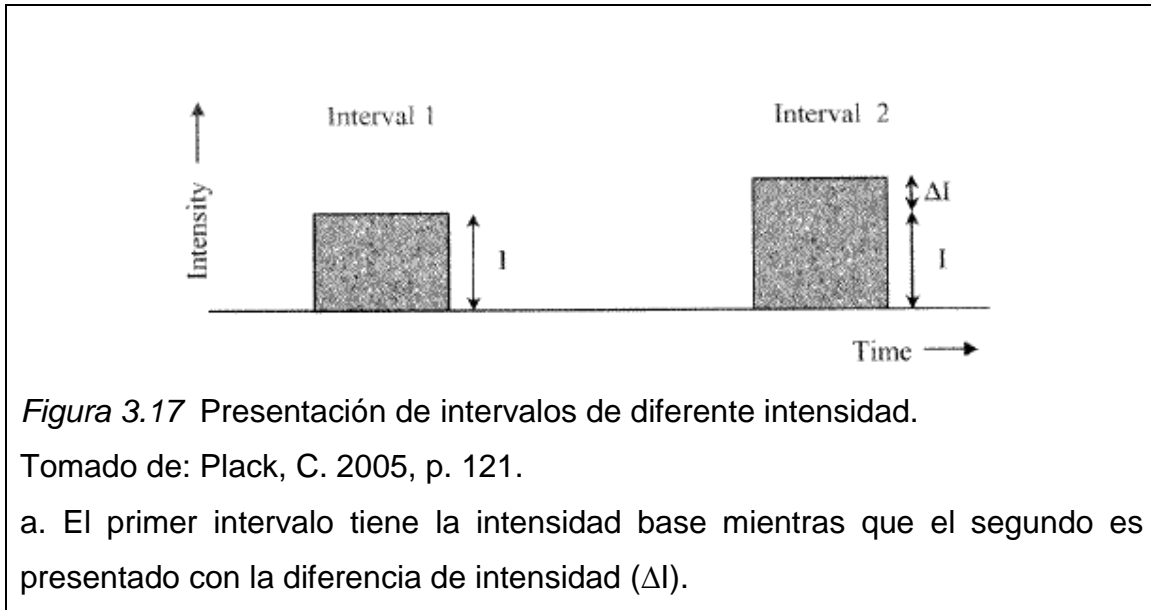 Interval 1
Interval 2
Intensity
I
ΔI
I
Time
Figura 3.17 Presentación de intervalos de diferente intensidad.
Tomado de: Plack, C. 2005, p. 121.
a. El primer intervalo tiene la intensidad base mientras que el segundo es
presentado con la diferencia de intensidad (∆I).